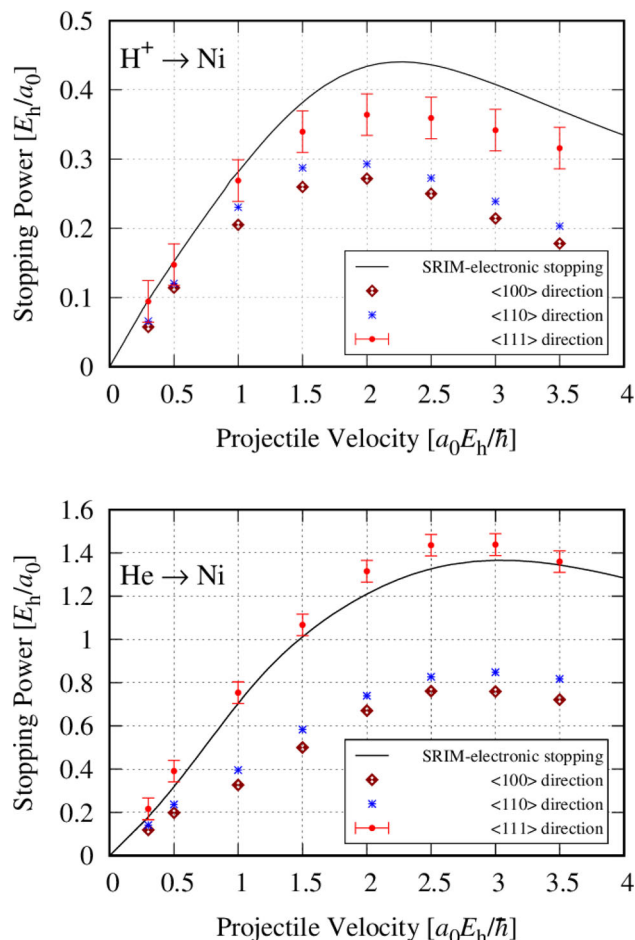 0.5
H⁺ → Ni
0.4
0.3
0.2
0.1
0
Stopping Power [Eₕ/a₀]
SRIM-electronic stopping
<100> direction
<110> direction
<111> direction
0 0.5 1 1.5 2 2.5 3 3.5 4
Projectile Velocity [a₀Eₕ/ħ]
1.6
1.4
He → Ni
1.2
1
0.8
0.6
0.4
0.2
0
Stopping Power [Eₕ/a₀]
SRIM-electronic stopping
<100> direction
<110> direction
<111> direction
0 0.5 1 1.5 2 2.5 3 3.5 4
Projectile Velocity [a₀Eₕ/ħ]